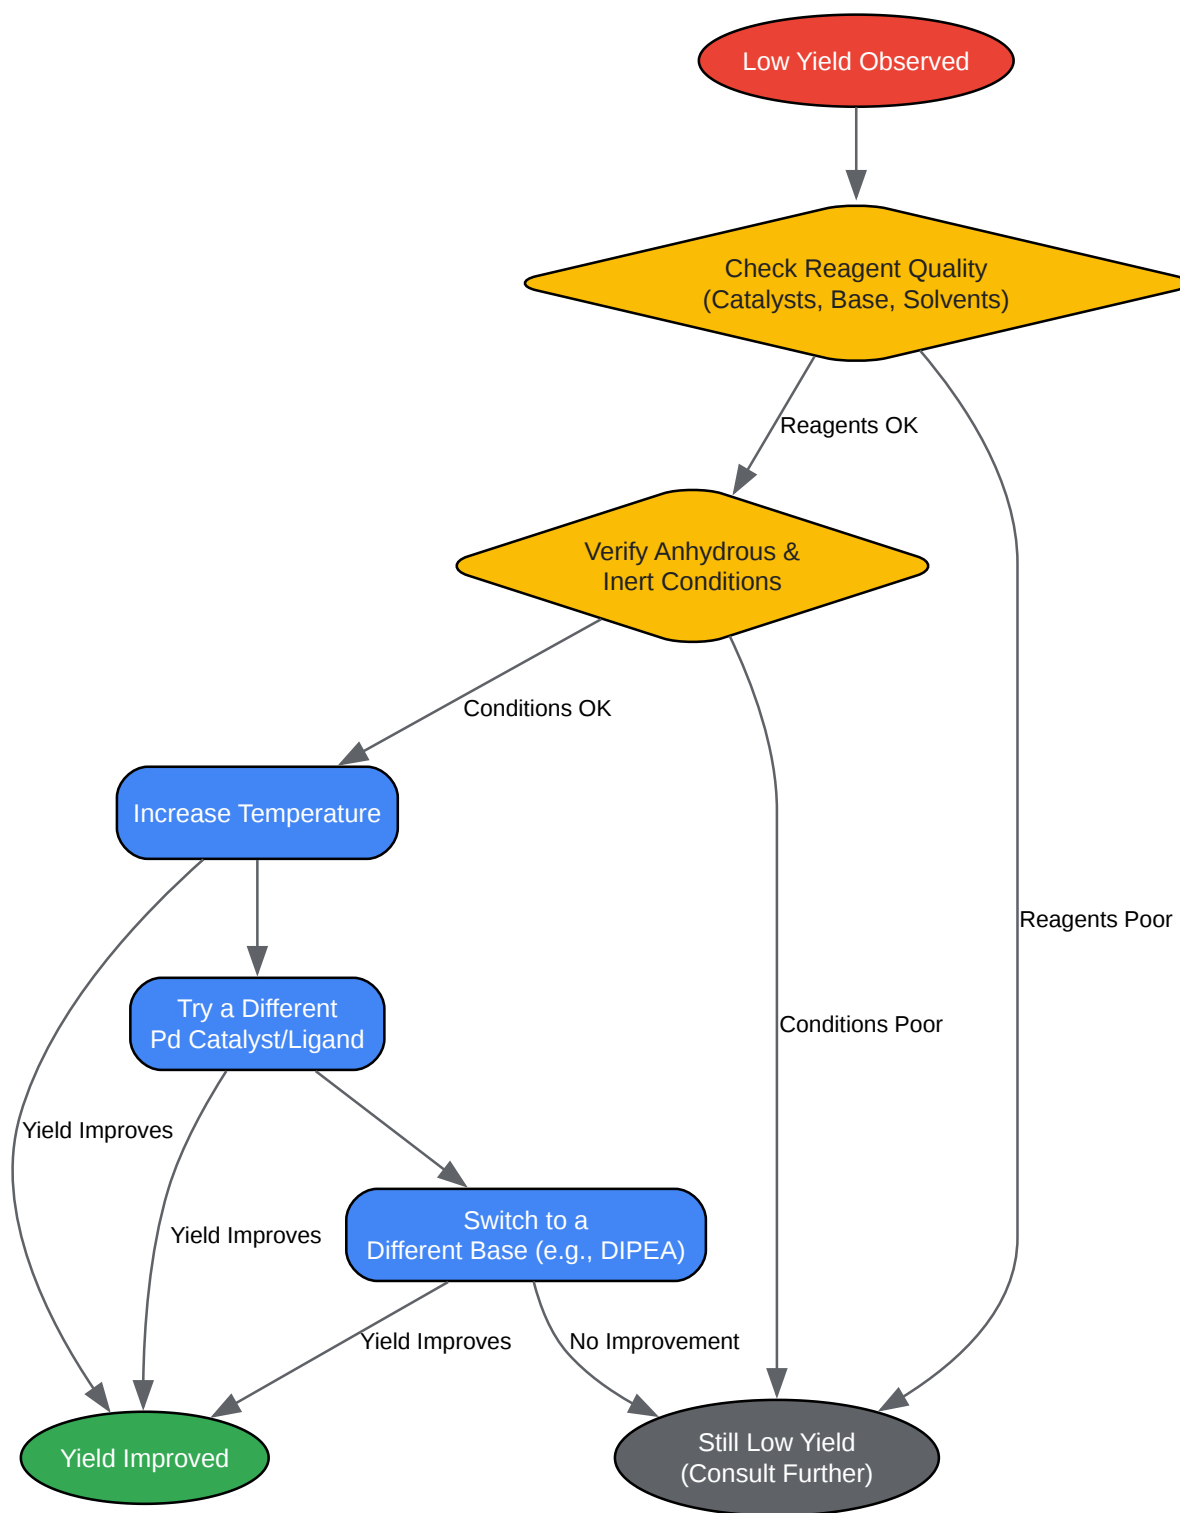 Low Yield Observed
Check Reagent Quality
(Catalysts, Base, Solvents)
Reagents OK
Verify Anhydrous &
Inert Conditions
Conditions OK
Increase Temperature
Reagents Poor
Try a Different
Pd Catalyst/Ligand
Conditions Poor
Yield Improves
Yield Improves
Switch to a
Different Base (e.g., DIPEA)
Yield Improves
No Improvement
Yield Improved
Still Low Yield
(Consult Further)